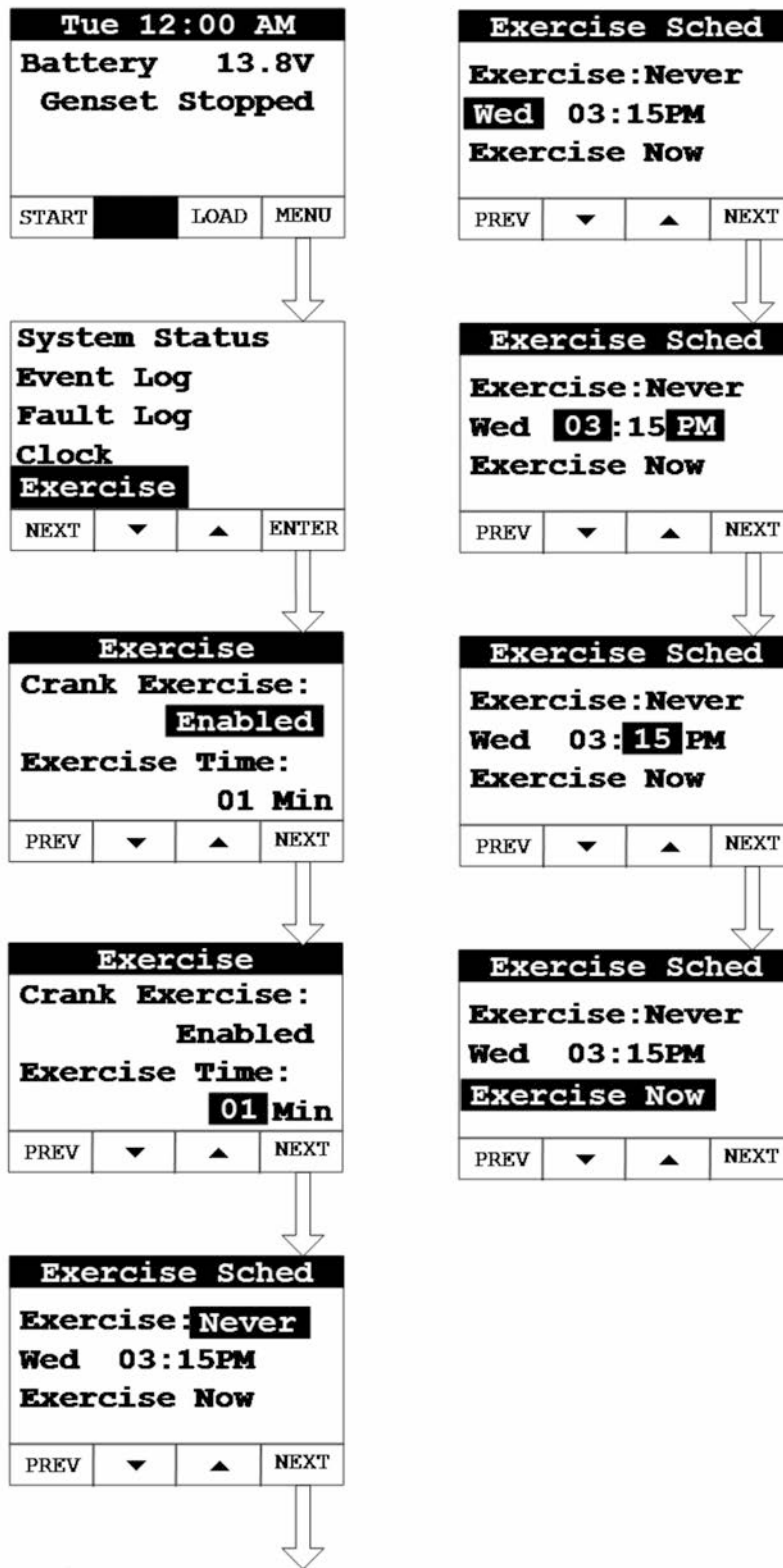 Tue 12:00 AM
Battery 13.8V
Genset Stopped
START LOAD MENU
System Status
Event Log
Fault Log
Clock
Exercise
NEXT ▼ ▲ ENTER
Exercise
Crank Exercise:
Enabled
Exercise Time:
01 Min
PREV ▼ ▲ NEXT
Exercise
Crank Exercise:
Enabled
Exercise Time:
01 Min
PREV ▼ ▲ NEXT
Exercise Sched
Exercise:Never
Wed 03:15PM
Exercise Now
PREV ▼ ▲ NEXT
Exercise Sched
Exercise:Never
Wed 03:15PM
Exercise Now
PREV ▼ ▲ NEXT
Exercise Sched
Exercise:Never
Wed 03:15 PM
Exercise Now
PREV ▼ ▲ NEXT
Exercise Sched
Exercise:Never
Wed 03:15 PM
Exercise Now
PREV ▼ ▲ NEXT
Exercise Sched
Exercise:Never
Wed 03:15PM
Exercise Now
PREV ▼ ▲ NEXT